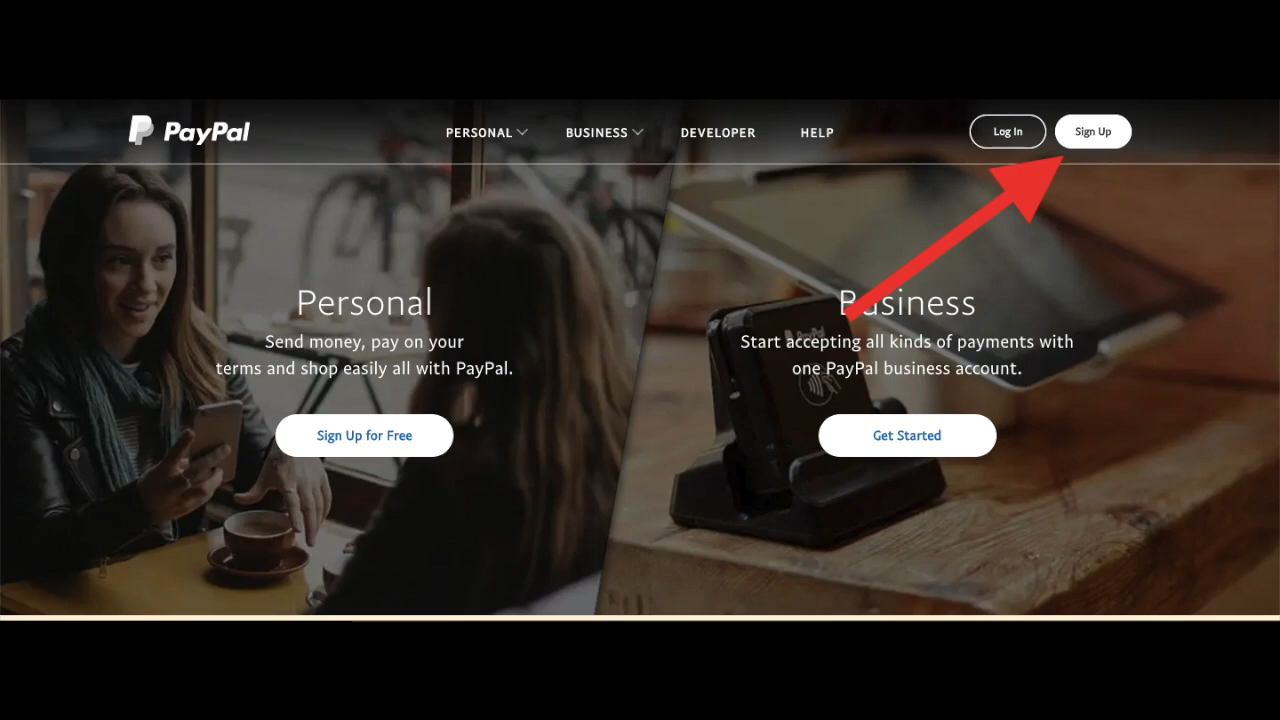 PayPal
PERSONAL
BUSINESS
DEVELOPER
HELP
Log In
Sign Up
Personal
Send money, pay on your
terms and shop easily all with PayPal.
Sign Up for Free
Business
Start accepting all kinds of payments with
one PayPal business account.
Get Started
PayPal